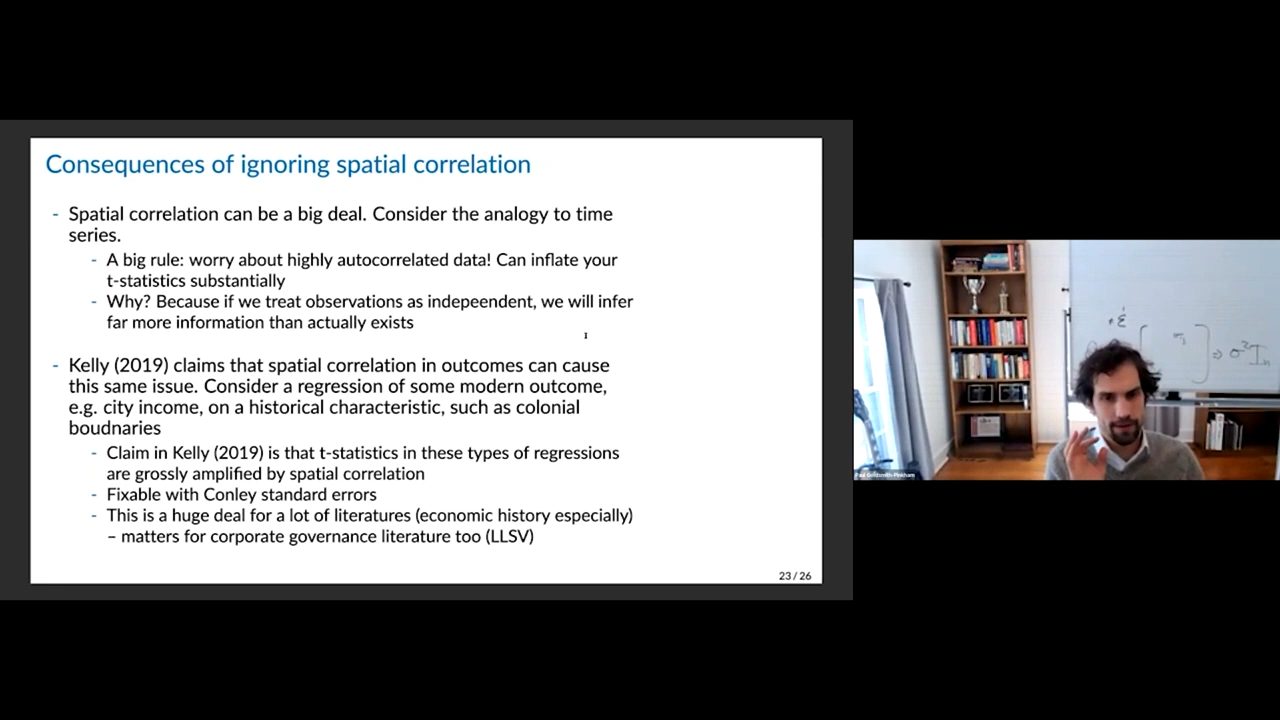 Consequences of ignoring spatial correlation
- Spatial correlation can be a big deal. Consider the analogy to time
series.
- A big rule: worry about highly autocorrelated data! Can inflate your
t-statistics substantially
- Why? Because if we treat observations as indepeendent, we will infer
far more information than actually exists
- Kelly (2019) claims that spatial correlation in outcomes can cause
this same issue. Consider a regression of some modern outcome,
e.g. city income, on a historical characteristic, such as colonial
boudnaries
- Claim in Kelly (2019) is that t-statistics in these types of regressions
are grossly amplified by spatial correlation
- Fixable with Conley standard errors
- This is a huge deal for a lot of literatures (economic history especially)
– matters for corporate governance literature too (LLSV)
23 / 26
Paul Goldsmith-Pinkham